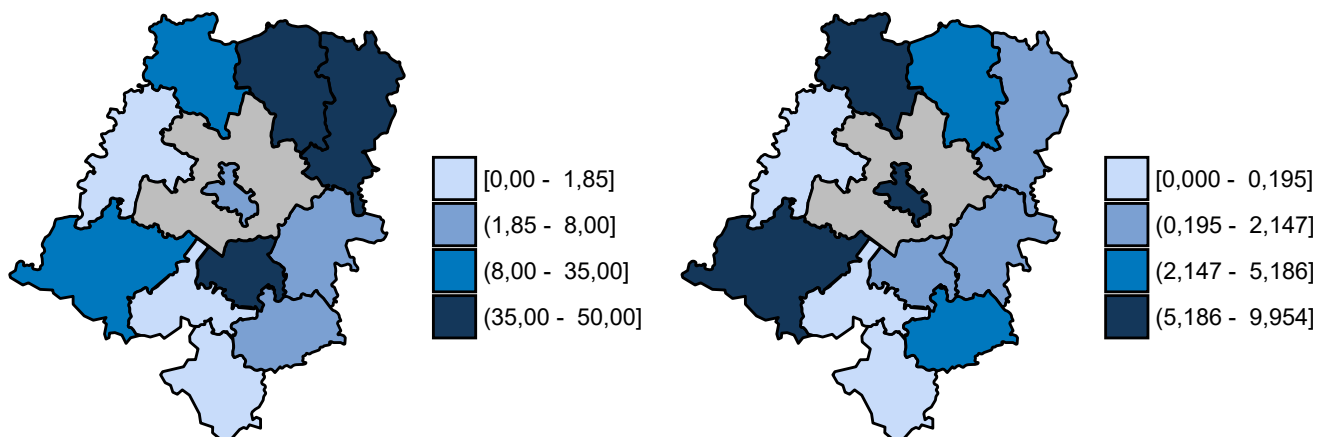 [0,00 - 1,85]
(1,85 - 8,00]
(8,00 - 35,00]
(35,00 - 50,00]
[0,000 - 0,195]
(0,195 - 2,147]
(2,147 - 5,186]
(5,186 - 9,954]